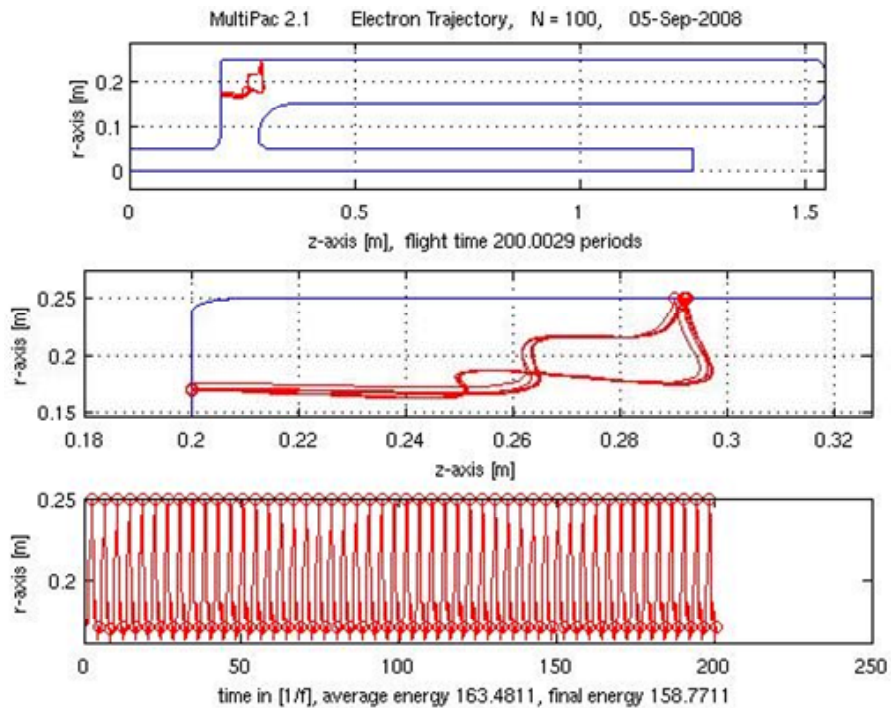 MultiPac 2.1 Electron Trajectory, N = 100, 05-Sep-2008
r-axis [m]
0.2
0.1
0
0 0.5 1 1.5
z-axis [m], flight time 200.0029 periods
r-axis [m]
0.25
0.2
0.15
0.18 0.2 0.22 0.24 0.26 0.28 0.3 0.32
z-axis [m]
r-axis [m]
0.25
0.2
0 50 100 150 200 250
time in [1/f], average energy 163.4811, final energy 158.7711